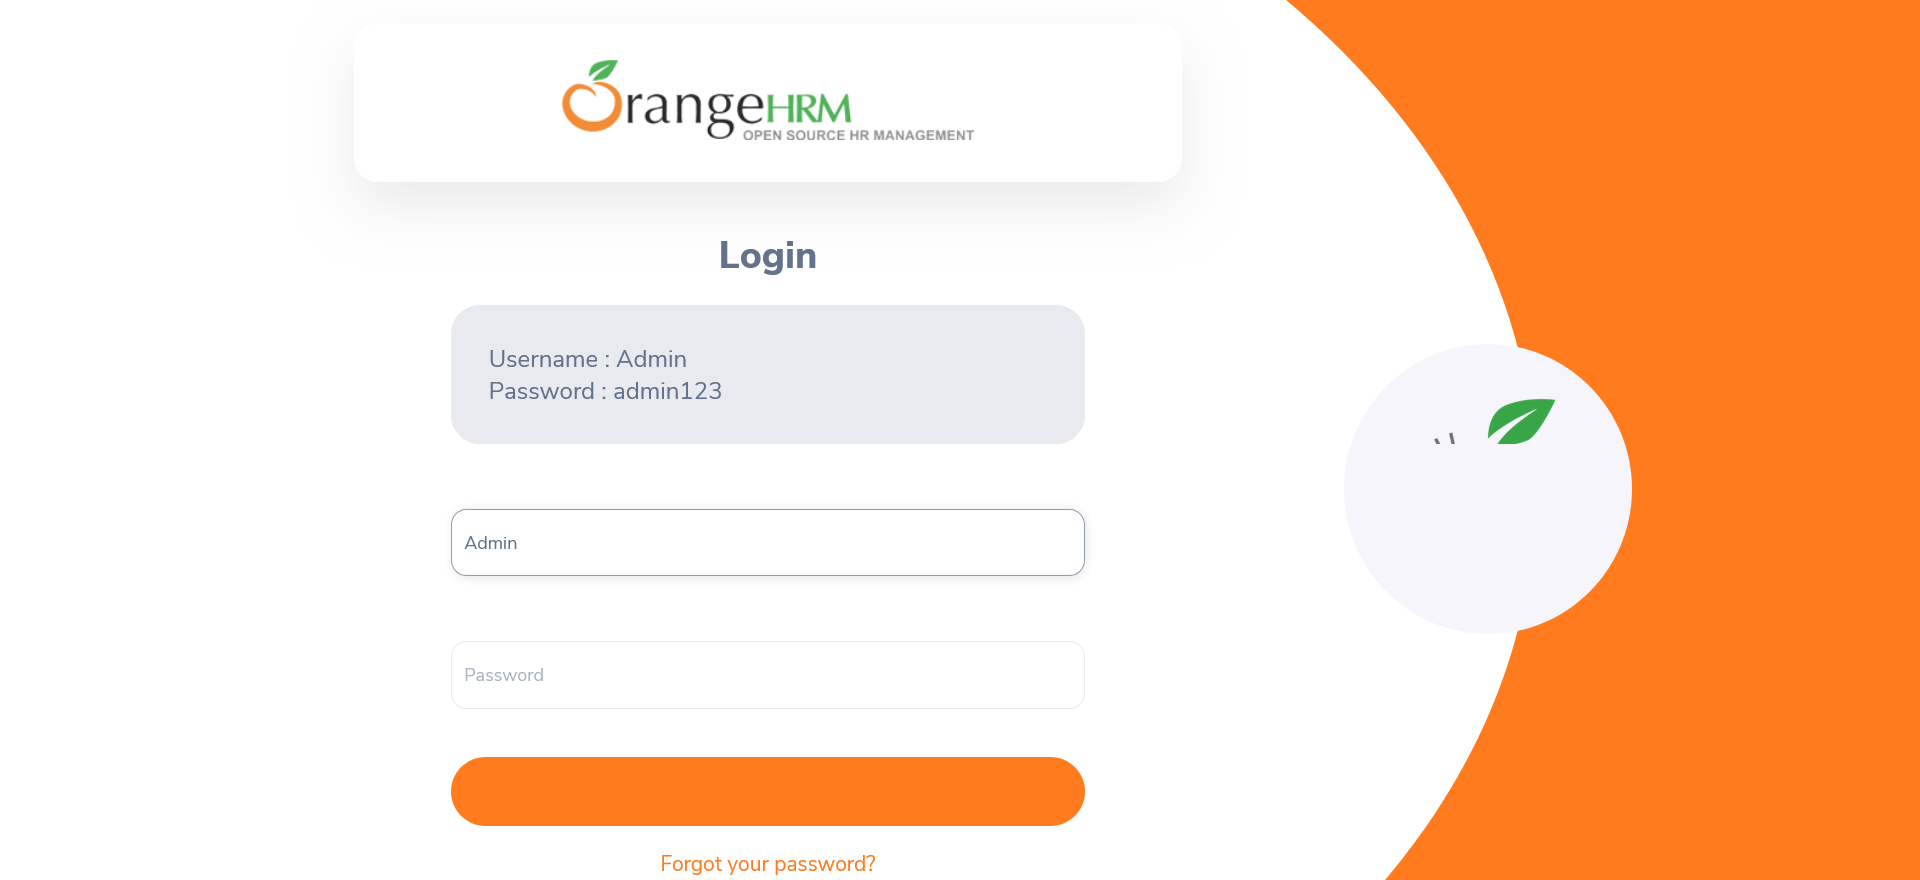 OrangeHRM
OPEN SOURCE HR MANAGEMENT
Login
Username : Admin
Password : admin123
Admin
Password
Forgot your password?